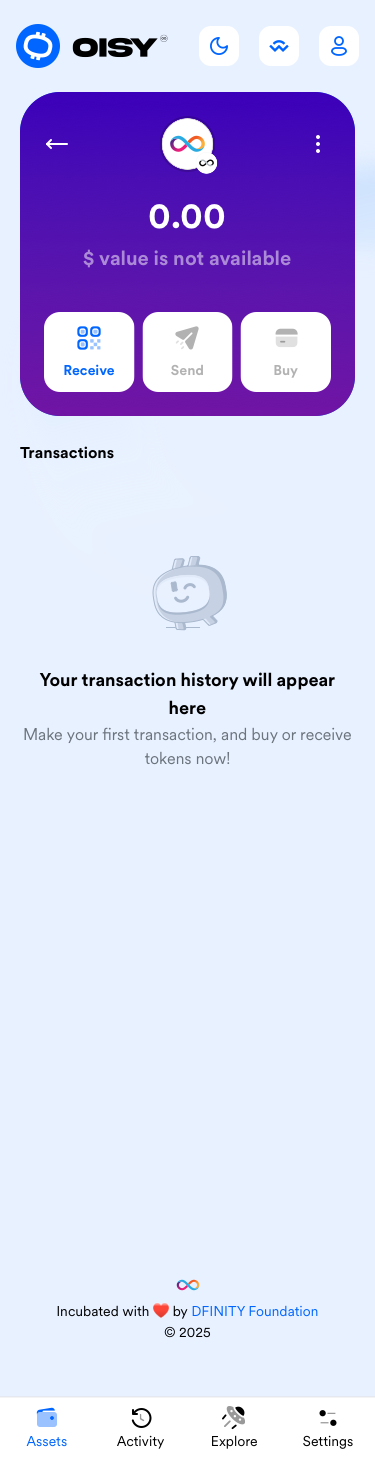 OISY
0.00
$ value is not available
Receive
Send
Buy
Transactions
Your transaction history will appear
here
Make your first transaction, and buy or receive
tokens now!
Incubated with ❤️ by DFINITY Foundation
© 2025
Assets
Activity
Explore
Settings